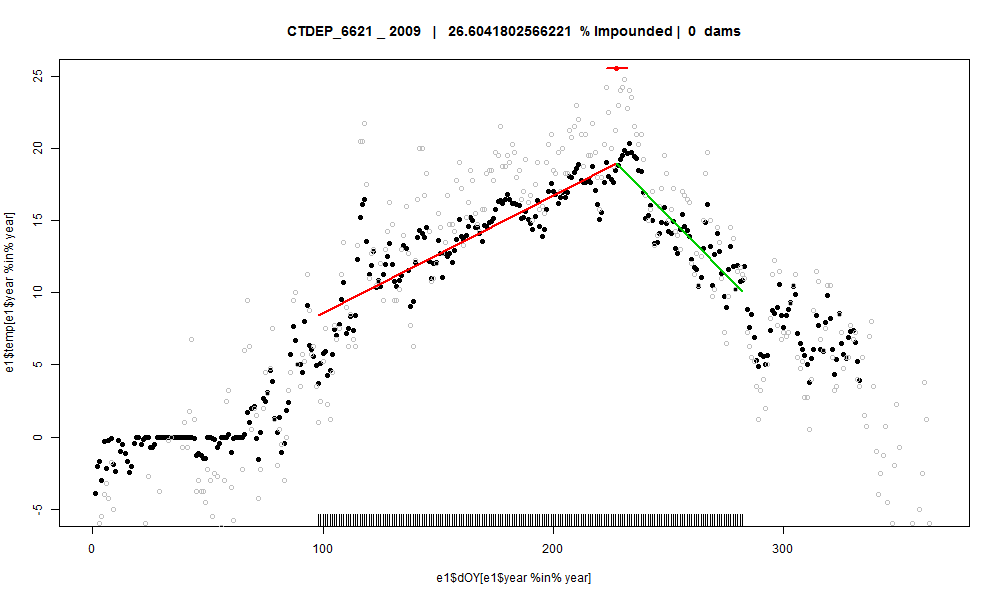 CTDEP_6621 _ 2009 | 26.6041802566221 % Impounded | 0 dams
25
20
15
10
5
0
-5
e1$temp[e1$year %in% year]
0 100 200 300
e1$dOY[e1$year %in% year]